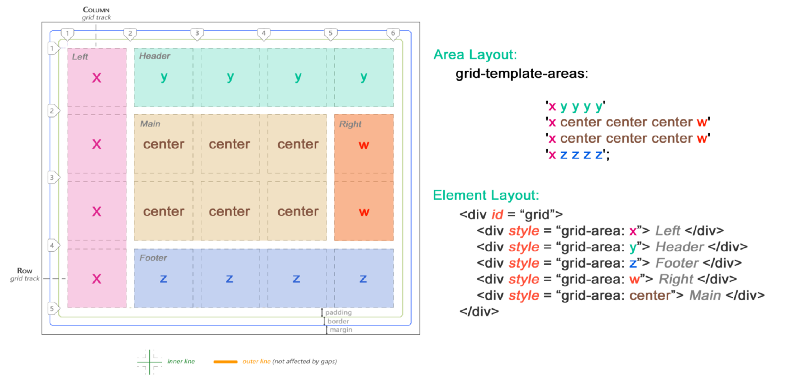 COLUMN
grid track
1 2 3 4 5 6
1
Left
Header
x y y y y
2
Main
Right
x center center center w
3
x center center center w
4
Footer
ROW
grid track
x z z z z
5
padding
border
margin
inner line
outer line (not affected by gaps)
Area Layout:
grid-template-areas:
'x y y y y'
'x center center center w'
'x center center center w'
'x z z z z';
Element Layout:
<div id = “grid”>
<div style = “grid-area: x”> Left </div>
<div style = “grid-area: y”> Header </div>
<div style = “grid-area: z”> Footer </div>
<div style = “grid-area: w”> Right </div>
<div style = “grid-area: center”> Main </div>
</div>